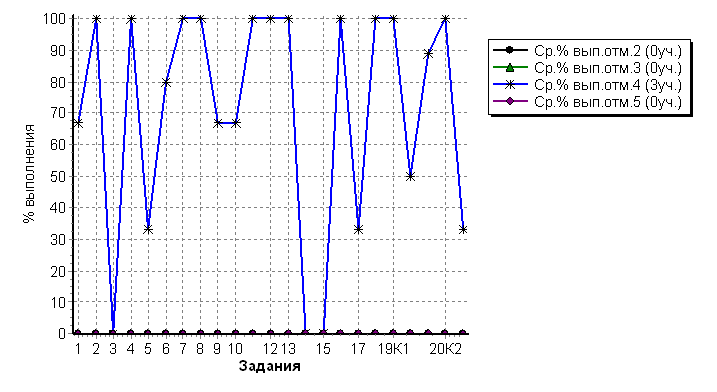 100
90
80
70
60
50
40
30
20
10
0
% выполнения
1 2 3 4 5 6 7 8 9 10 12 13 15 17 19К1 20К2
Задания
Ср.% вып.отм.2 (0уч.)
Ср.% вып.отм.3 (0уч.)
Ср.% вып.отм.4 (3уч.)
Ср.% вып.отм.5 (0уч.)